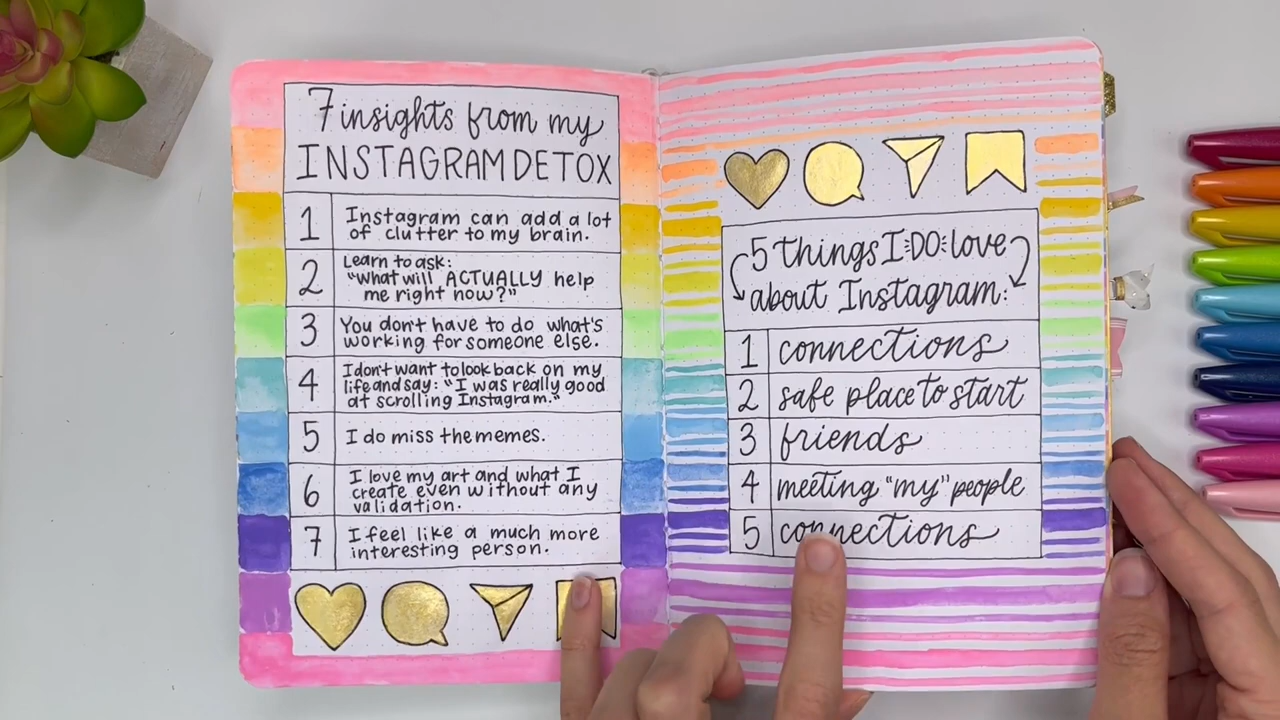 7 insights from my
INSTAGRAM DETOX
1 Instagram can add a lot
of clutter to my brain.
2 Learn to ask:
"What will ACTUALLY help
me right now?"
3 You don't have to do what's
working for someone else.
4 I don't want to look back on my
life and say: "I was really good
at scrolling Instagram."
5 I do miss the memes.
6 I love my art and what I
create even without any
validation.
7 I feel like a much more
interesting person.
5 things I DO love
about Instagram:
1 connections
2 safe place to start
3 friends
4 meeting "my" people
5 connections